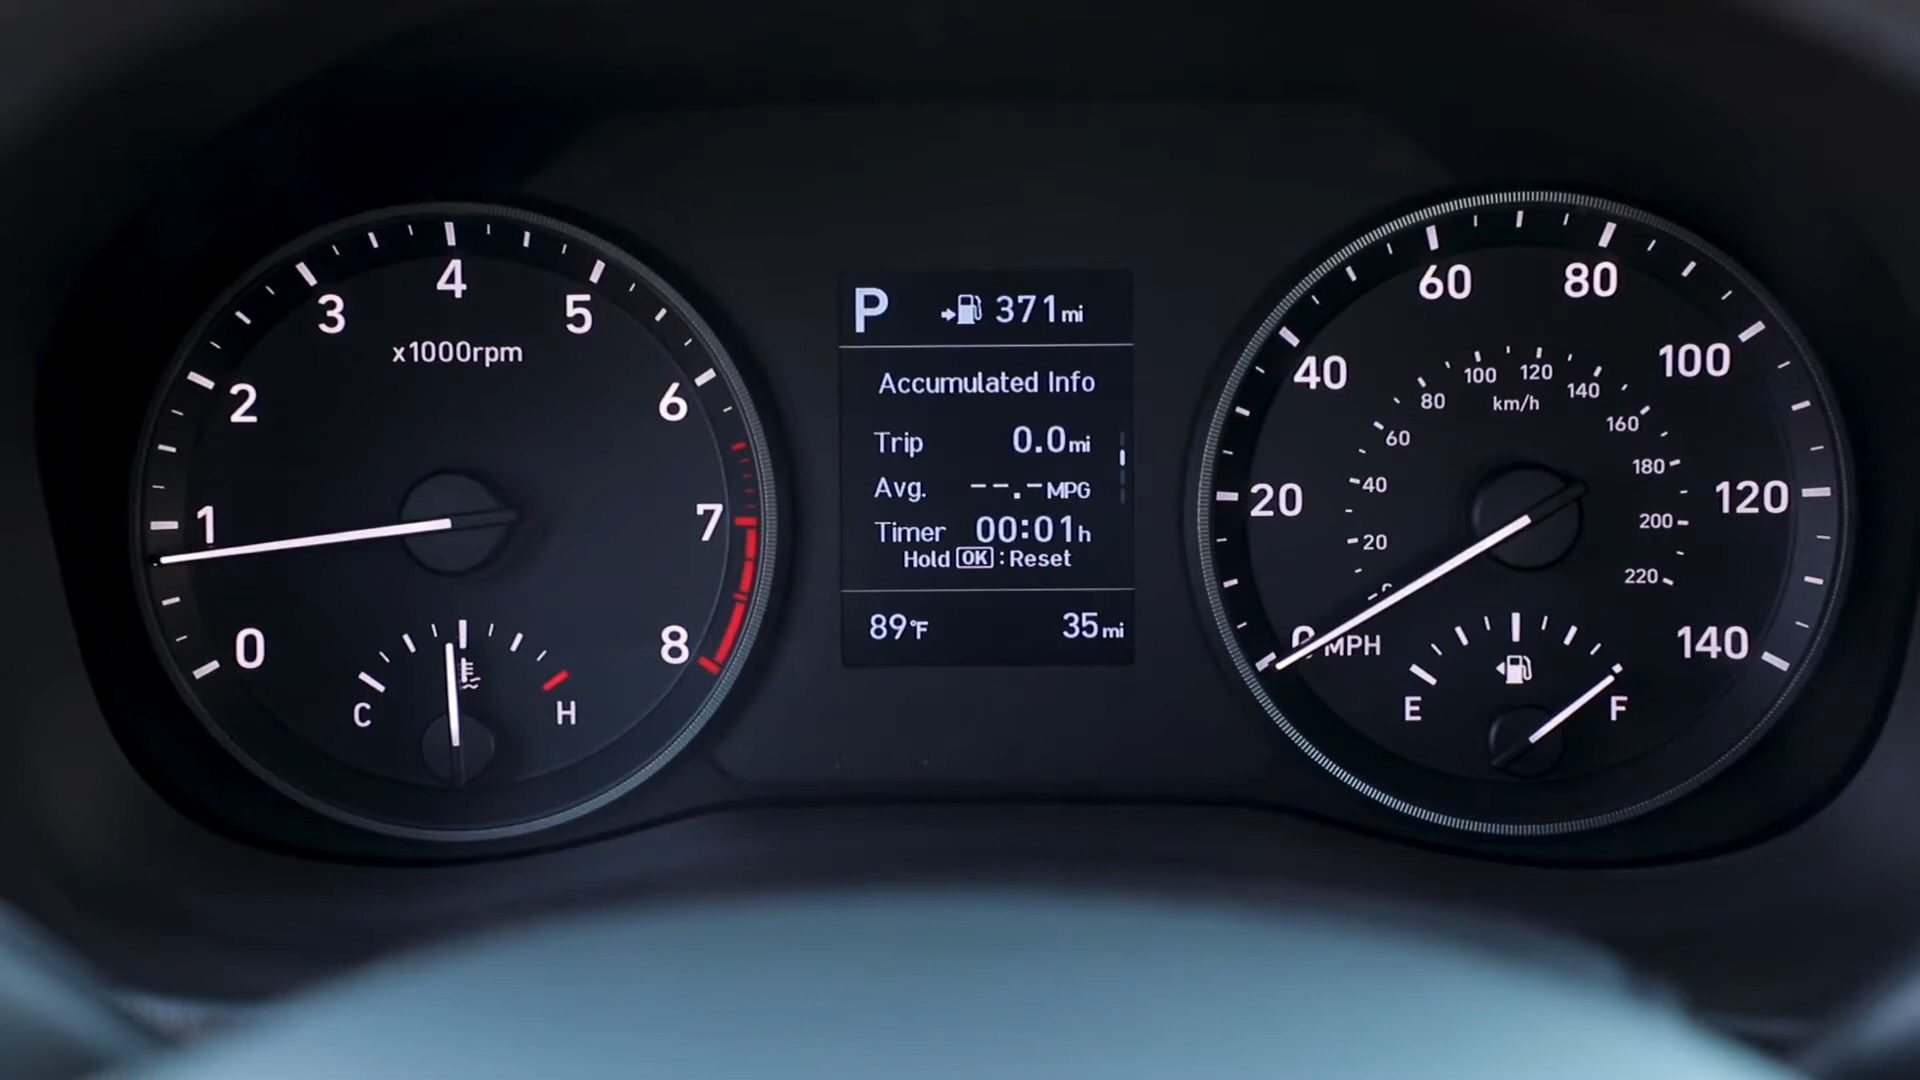 0
1
2
3
4
5
6
7
8
x1000rpm
C
H
P 371mi
Accumulated Info
Trip 0.0mi
Avg. --.-MPG
Timer 00:01h
Hold OK : Reset
89°F 35mi
0
20
40
60
80
100
120
140
MPH
0
20
40
60
80
100
120
140
160
180
200
220
km/h
E
F